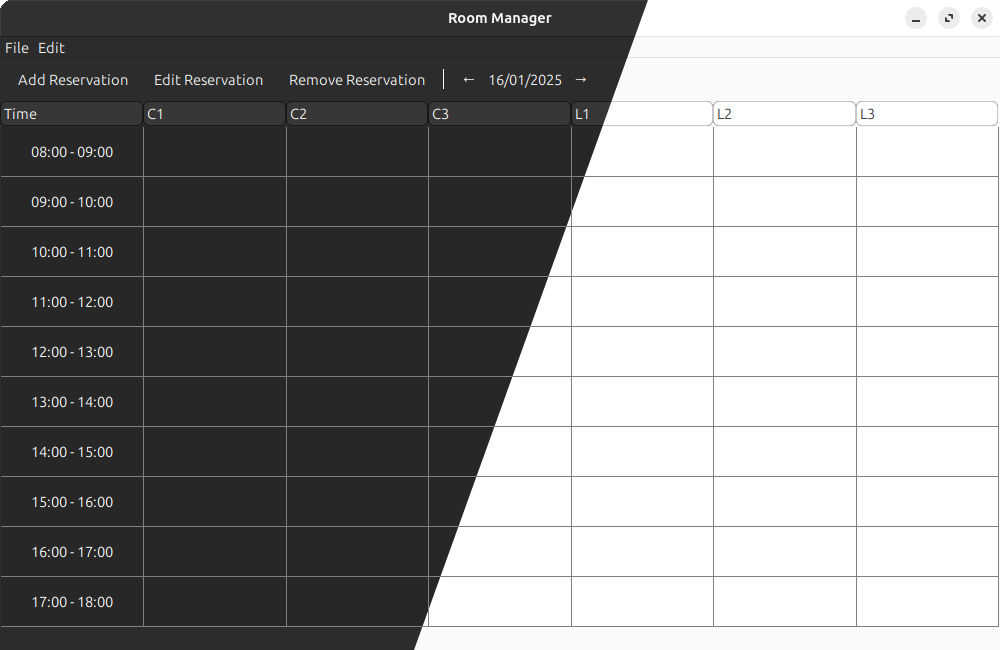 Room Manager
File Edit
Add Reservation Edit Reservation Remove Reservation ← 16/01/2025 →
Time C1 C2 C3 L1 L2 L3
08:00 - 09:00
09:00 - 10:00
10:00 - 11:00
11:00 - 12:00
12:00 - 13:00
13:00 - 14:00
14:00 - 15:00
15:00 - 16:00
16:00 - 17:00
17:00 - 18:00